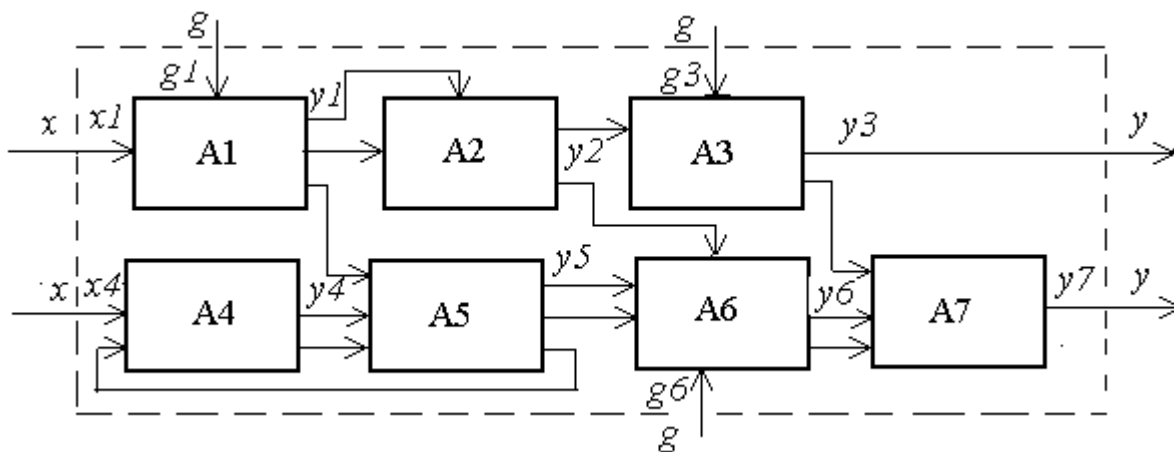 g g
g1 y1 g3
x x1 A1 A2 y2 A3 y3 y
x x4 A4 y4 A5 y5 A6 y6 A7 y7 y
g6
g